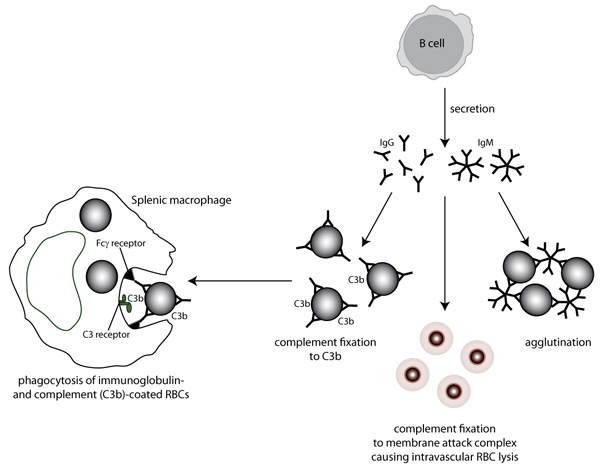 B cell
secretion
IgG
IgM
Splenic macrophage
Fcγ receptor
C3b
C3b
C3 receptor
C3b
C3b
C3b
complement fixation
to C3b
agglutination
phagocytosis of immunoglobulin-
and complement (C3b)-coated RBCs
complement fixation
to membrane attack complex
causing intravascular RBC lysis